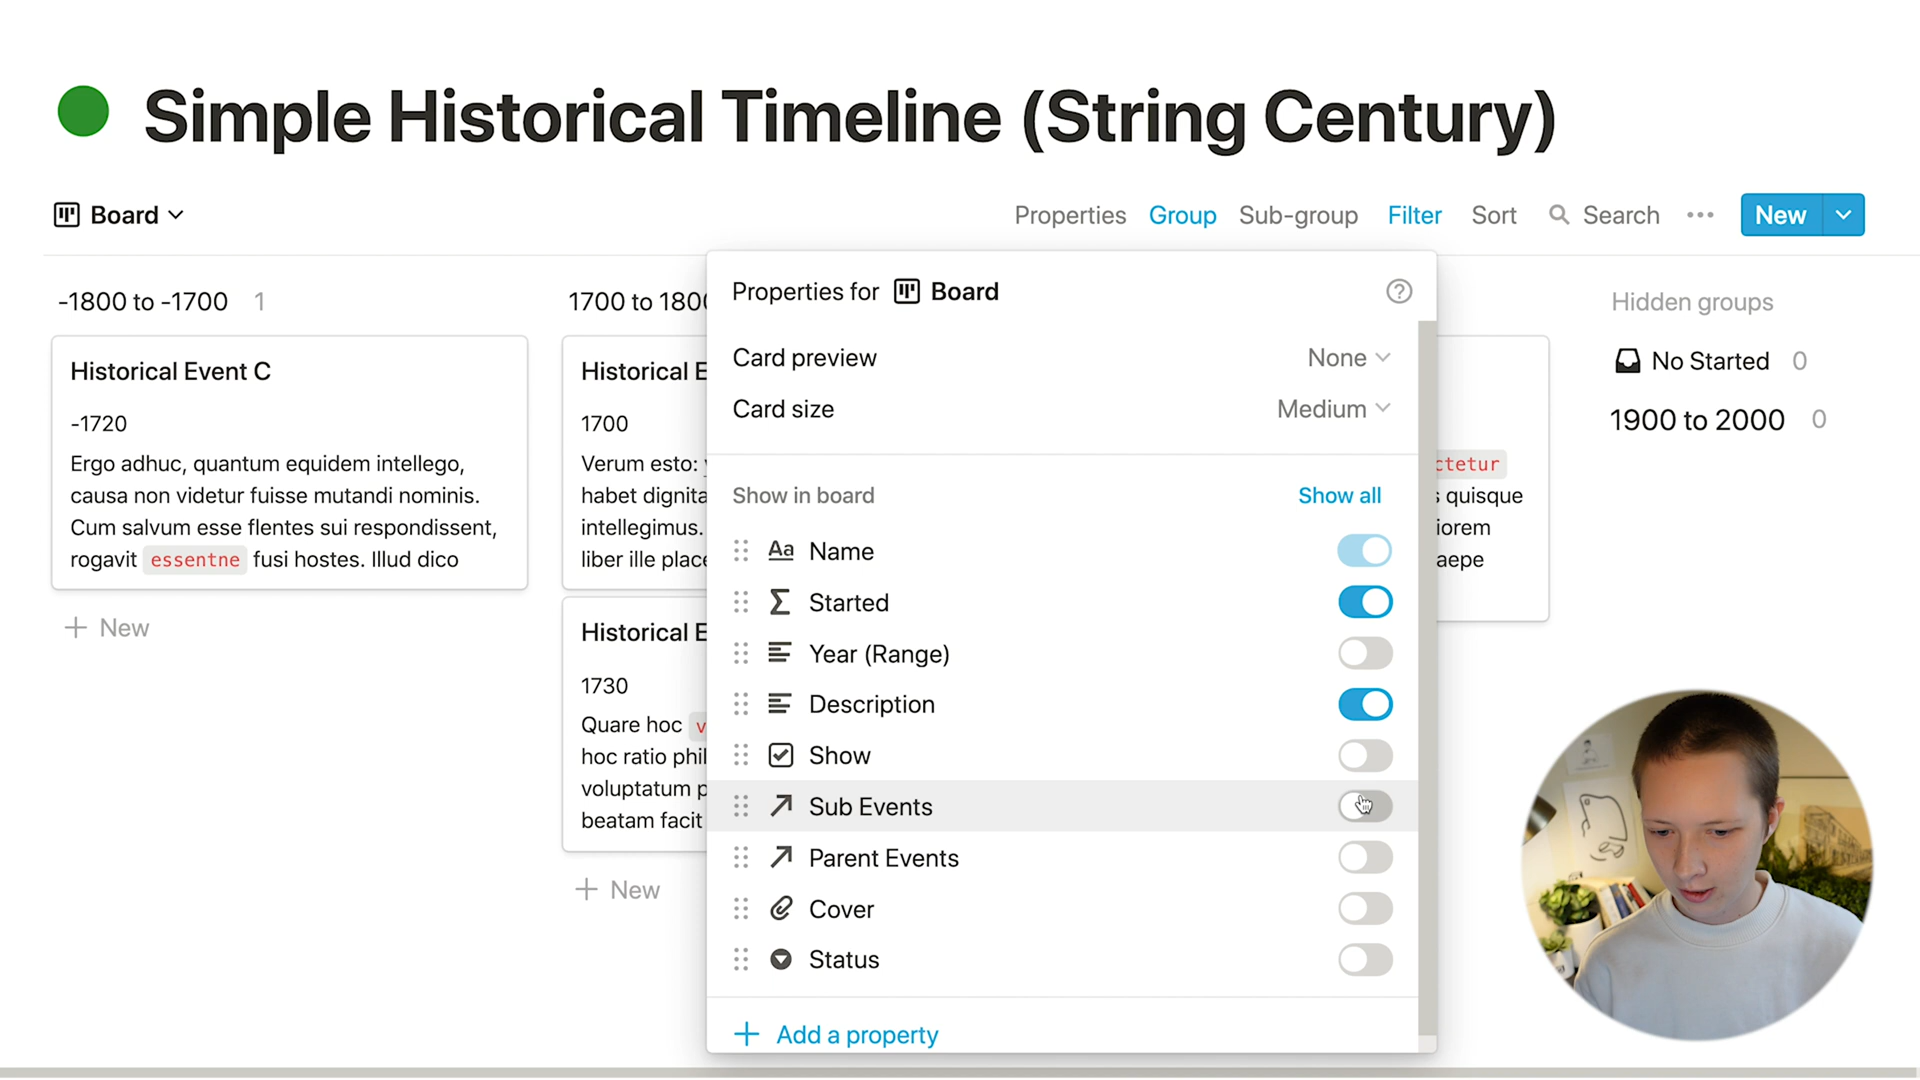 Simple Historical Timeline (String Century)
Board
Properties Group Sub-group Filter Sort Search New
-1800 to -1700 1
Historical Event C
-1720
Ergo adhuc, quantum equidem intellego,
causa non videtur fuisse mutandi nominis.
Cum salvum esse flentes sui respondissent,
rogavit essentne fusi hostes. Illud dico
+ New
1700 to 180
Historical E
1700
Verum esto:
habet dignita
intellegimus.
liber ille place
Historical E
1730
Quare hoc v
hoc ratio phil
voluptatum p
beatam facit
+ New
Properties for Board
Card preview None
Card size Medium
Show in board Show all
Aa Name
Started
Year (Range)
Description
Show
Sub Events
Parent Events
Cover
Status
+ Add a property
ctetur
s quisque
iorem
aepe
Hidden groups
No Started 0
1900 to 2000 0